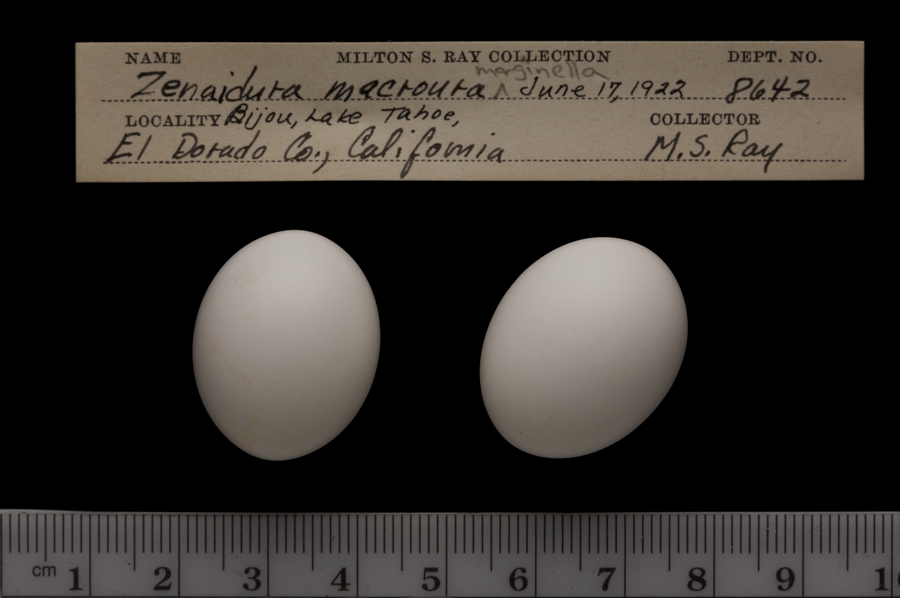 NAME MILTON S. RAY COLLECTION DEPT. NO.
marginella
Zenaidura macroura ^ June 17, 1922 8642
LOCALITY Bijou, Lake Tahoe, COLLECTOR
El Dorado Co., California M.S. Ray
cm 1 2 3 4 5 6 7 8 9